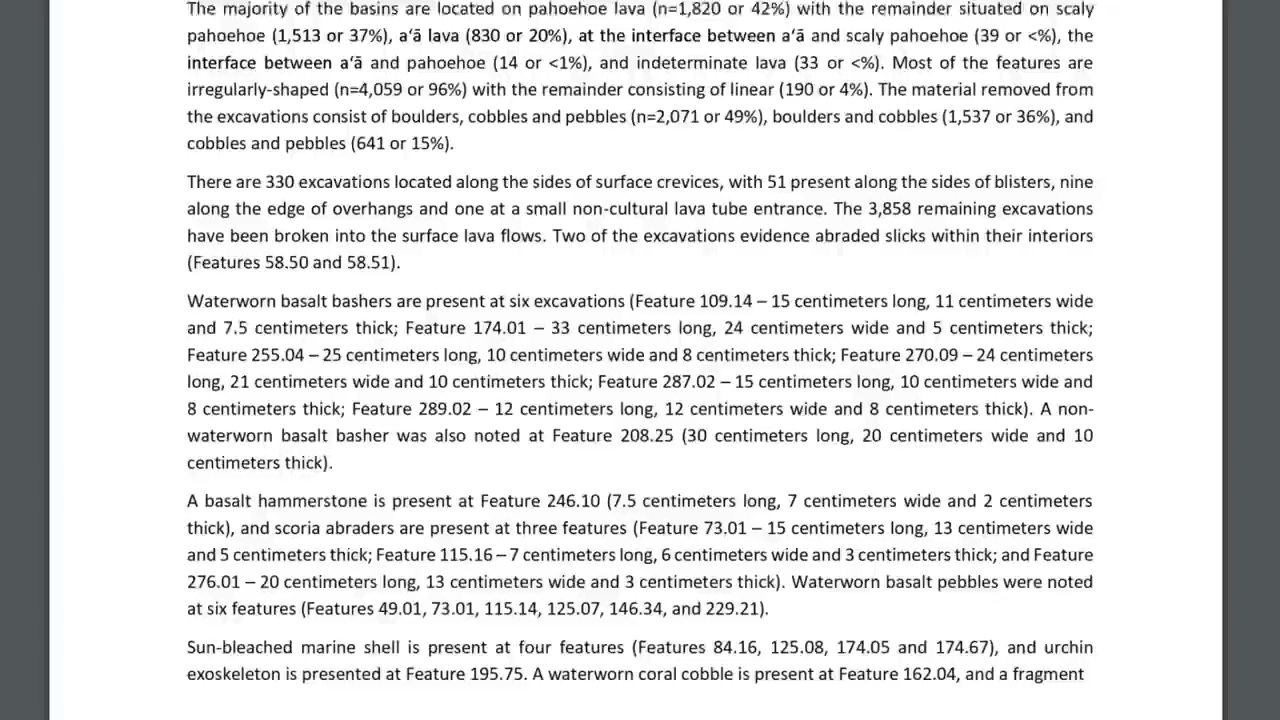 The majority of the basins are located on pahoehoe lava (n=1,820 or 42%) with the remainder situated on scaly
pahoehoe (1,513 or 37%), aʻā lava (830 or 20%), at the interface between aʻā and scaly pahoehoe (39 or <%), the
interface between aʻā and pahoehoe (14 or <1%), and indeterminate lava (33 or <%). Most of the features are
irregularly-shaped (n=4,059 or 96%) with the remainder consisting of linear (190 or 4%). The material removed from
the excavations consist of boulders, cobbles and pebbles (n=2,071 or 49%), boulders and cobbles (1,537 or 36%), and
cobbles and pebbles (641 or 15%).
There are 330 excavations located along the sides of surface crevices, with 51 present along the sides of blisters, nine
along the edge of overhangs and one at a small non-cultural lava tube entrance. The 3,858 remaining excavations
have been broken into the surface lava flows. Two of the excavations evidence abraded slicks within their interiors
(Features 58.50 and 58.51).
Waterworn basalt bashers are present at six excavations (Feature 109.14 – 15 centimeters long, 11 centimeters wide
and 7.5 centimeters thick; Feature 174.01 – 33 centimeters long, 24 centimeters wide and 5 centimeters thick;
Feature 255.04 – 25 centimeters long, 10 centimeters wide and 8 centimeters thick; Feature 270.09 – 24 centimeters
long, 21 centimeters wide and 10 centimeters thick; Feature 287.02 – 15 centimeters long, 10 centimeters wide and
8 centimeters thick; Feature 289.02 – 12 centimeters long, 12 centimeters wide and 8 centimeters thick). A non-
waterworn basalt basher was also noted at Feature 208.25 (30 centimeters long, 20 centimeters wide and 10
centimeters thick).
A basalt hammerstone is present at Feature 246.10 (7.5 centimeters long, 7 centimeters wide and 2 centimeters
thick), and scoria abraders are present at three features (Feature 73.01 – 15 centimeters long, 13 centimeters wide
and 5 centimeters thick; Feature 115.16 – 7 centimeters long, 6 centimeters wide and 3 centimeters thick; and Feature
276.01 – 20 centimeters long, 13 centimeters wide and 3 centimeters thick). Waterworn basalt pebbles were noted
at six features (Features 49.01, 73.01, 115.14, 125.07, 146.34, and 229.21).
Sun-bleached marine shell is present at four features (Features 84.16, 125.08, 174.05 and 174.67), and urchin
exoskeleton is presented at Feature 195.75. A waterworn coral cobble is present at Feature 162.04, and a fragment